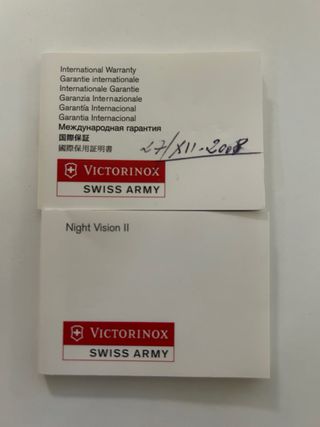 International Warranty
Garantie internationale
Internationale Garantie
Garanzia Internazionale
Garantía Internacional
Garantia Internacional
Международная гарантия
国際保証
國際保用証明書
27/XII-2008
VICTORINOX
SWISS ARMY
Night Vision II
VICTORINOX
SWISS ARMY